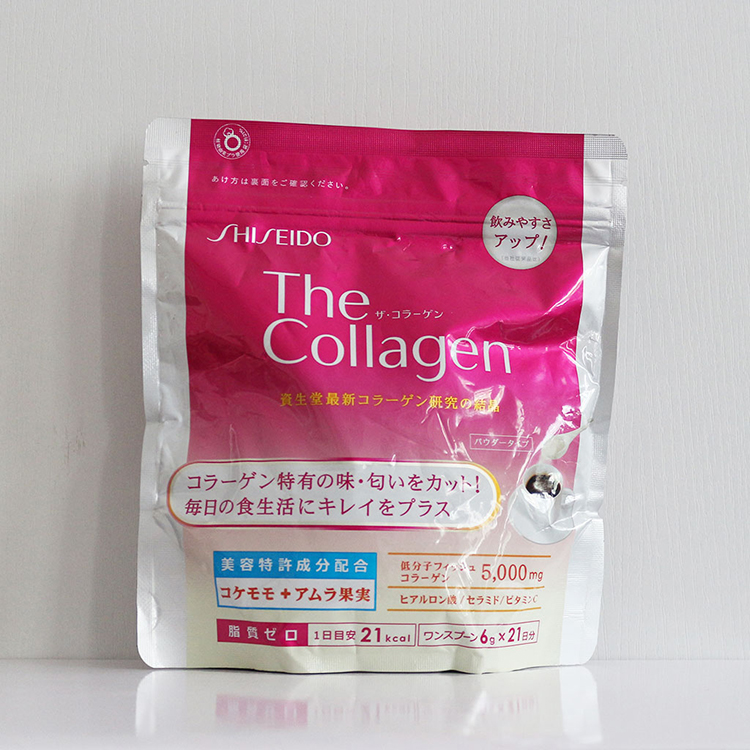 あけ方は裏面をご確認ください。
SHISEIDO
飲みやすさ
アップ!
The
ザ・コラーゲン
Collagen
資生堂最新コラーゲン研究の結晶
パウダータイプ
コラーゲン特有の味・匂いをカット!
毎日の食生活にキレイをプラス
美容特許成分配合
コケモモ+アムラ果実
低分子フィッシュ
コラーゲン 5,000mg
ヒアルロン酸/セラミド/ビタミンC
脂質ゼロ 1日目安21kcal ワンスプーン6g×21日分